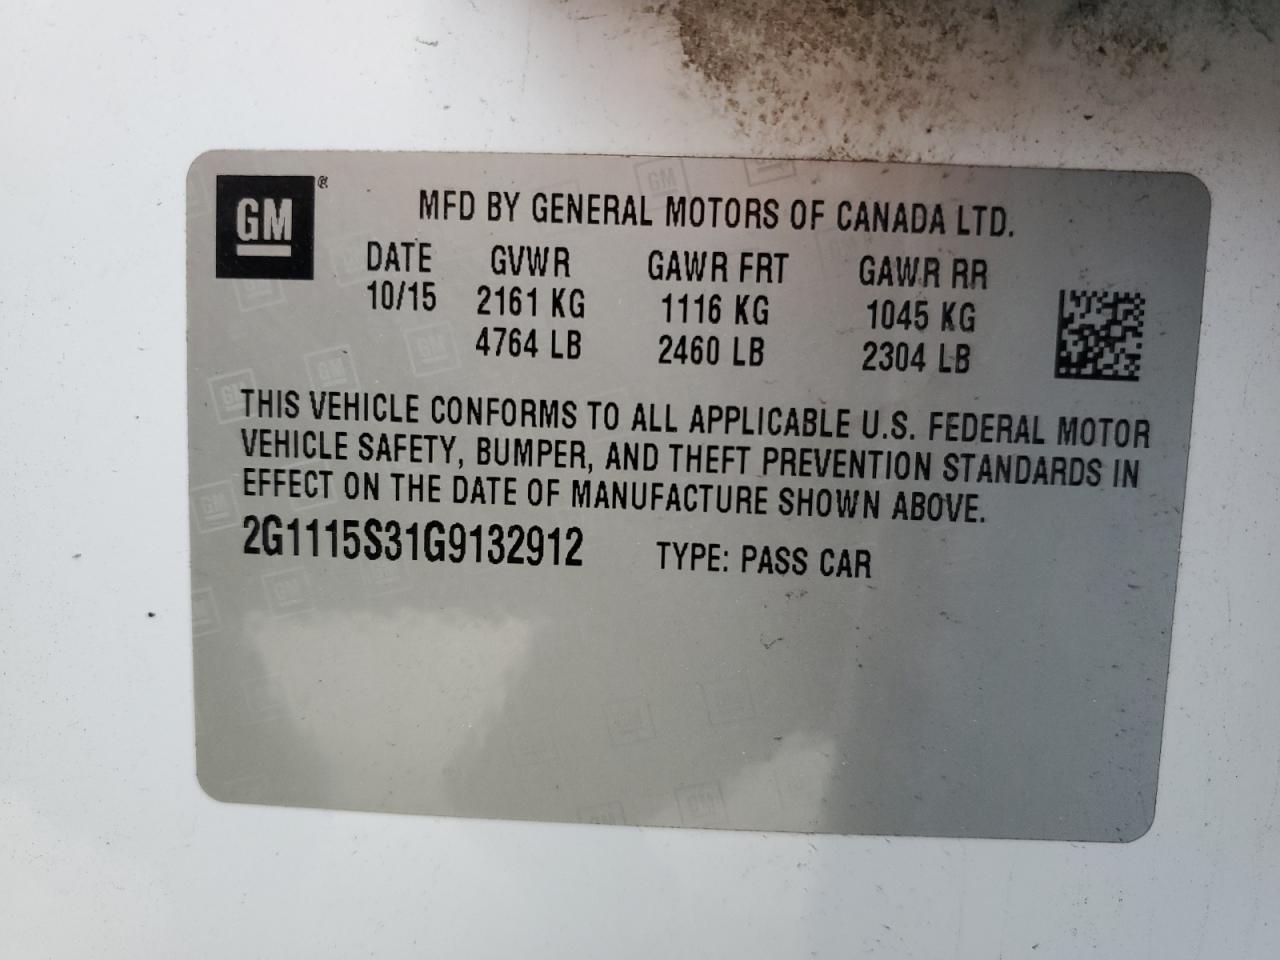 GM ®
MFD BY GENERAL MOTORS OF CANADA LTD.
DATE GVWR GAWR FRT GAWR RR
10/15 2161 KG 1116 KG 1045 KG
4764 LB 2460 LB 2304 LB
THIS VEHICLE CONFORMS TO ALL APPLICABLE U.S. FEDERAL MOTOR
VEHICLE SAFETY, BUMPER, AND THEFT PREVENTION STANDARDS IN
EFFECT ON THE DATE OF MANUFACTURE SHOWN ABOVE.
2G1115S31G9132912 TYPE: PASS CAR